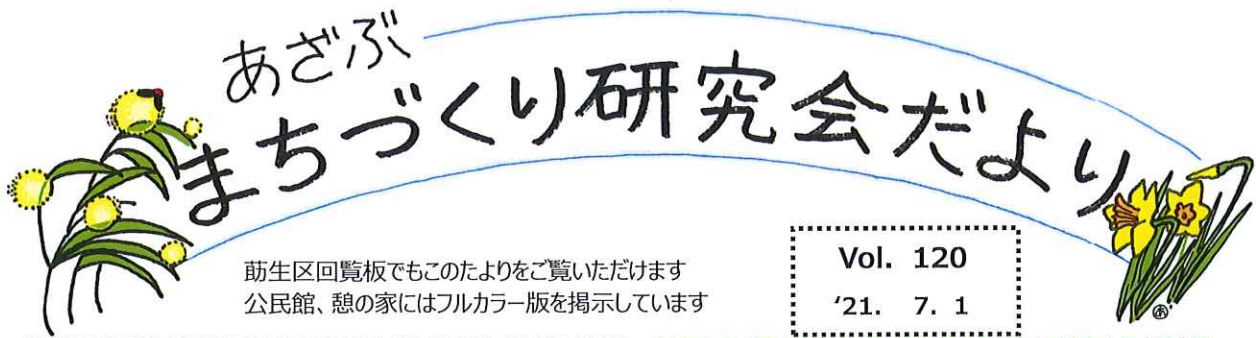 あざぶ
まちづくり研究会だより
莇生区回覧板でもこのたよりをご覧いただけます
公民館、憩の家にはフルカラー版を掲示しています
Vol. 120
'21. 7. 1
あ